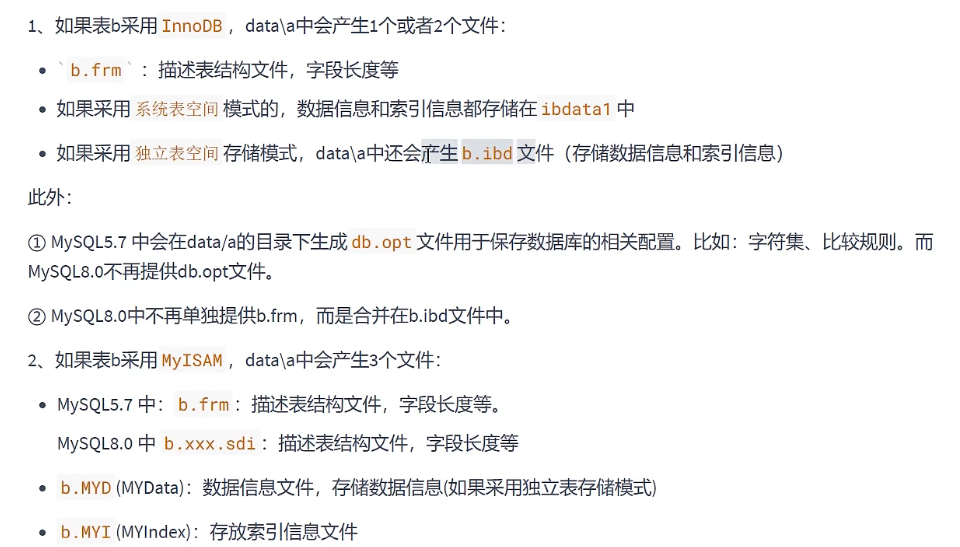 1、如果表b采用 InnoDB ，data\a中会产生1个或者2个文件：
• `b.frm` ：描述表结构文件，字段长度等
• 如果采用 系统表空间 模式的，数据信息和索引信息都存储在 ibdata1 中
• 如果采用 独立表空间 存储模式，data\a中还会产生 b.ibd 文件（存储数据信息和索引信息）
此外：
① MySQL5.7 中会在data/a的目录下生成 db.opt 文件用于保存数据库的相关配置。比如：字符集、比较规则。而
MySQL8.0不再提供db.opt文件。
② MySQL8.0中不再单独提供b.frm，而是合并在b.ibd文件中。
2、如果表b采用 MyISAM ，data\a中会产生3个文件：
• MySQL5.7 中： b.frm ：描述表结构文件，字段长度等。
MySQL8.0 中 b.xxx.sdi ：描述表结构文件，字段长度等
• b.MYD (MYData)：数据信息文件，存储数据信息(如果采用独立表存储模式)
• b.MYI (MYIndex)：存放索引信息文件